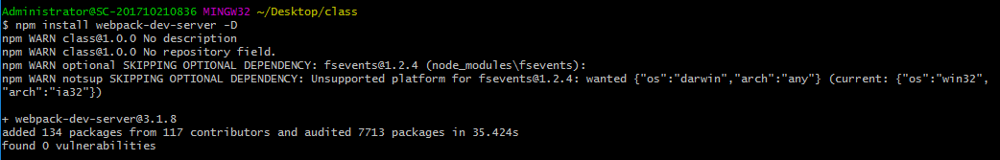 Administrator@SC-201710210836 MINGW32 ~/Desktop/class
$ npm install webpack-dev-server -D
npm WARN class@1.0.0 No description
npm WARN class@1.0.0 No repository field.
npm WARN optional SKIPPING OPTIONAL DEPENDENCY: fsevents@1.2.4 (node_modules\fsevents):
npm WARN notsup SKIPPING OPTIONAL DEPENDENCY: Unsupported platform for fsevents@1.2.4: wanted {"os":"darwin","arch":"any"} (current: {"os":"win32",
"arch":"ia32"})
+ webpack-dev-server@3.1.8
added 134 packages from 117 contributors and audited 7713 packages in 35.424s
found 0 vulnerabilities